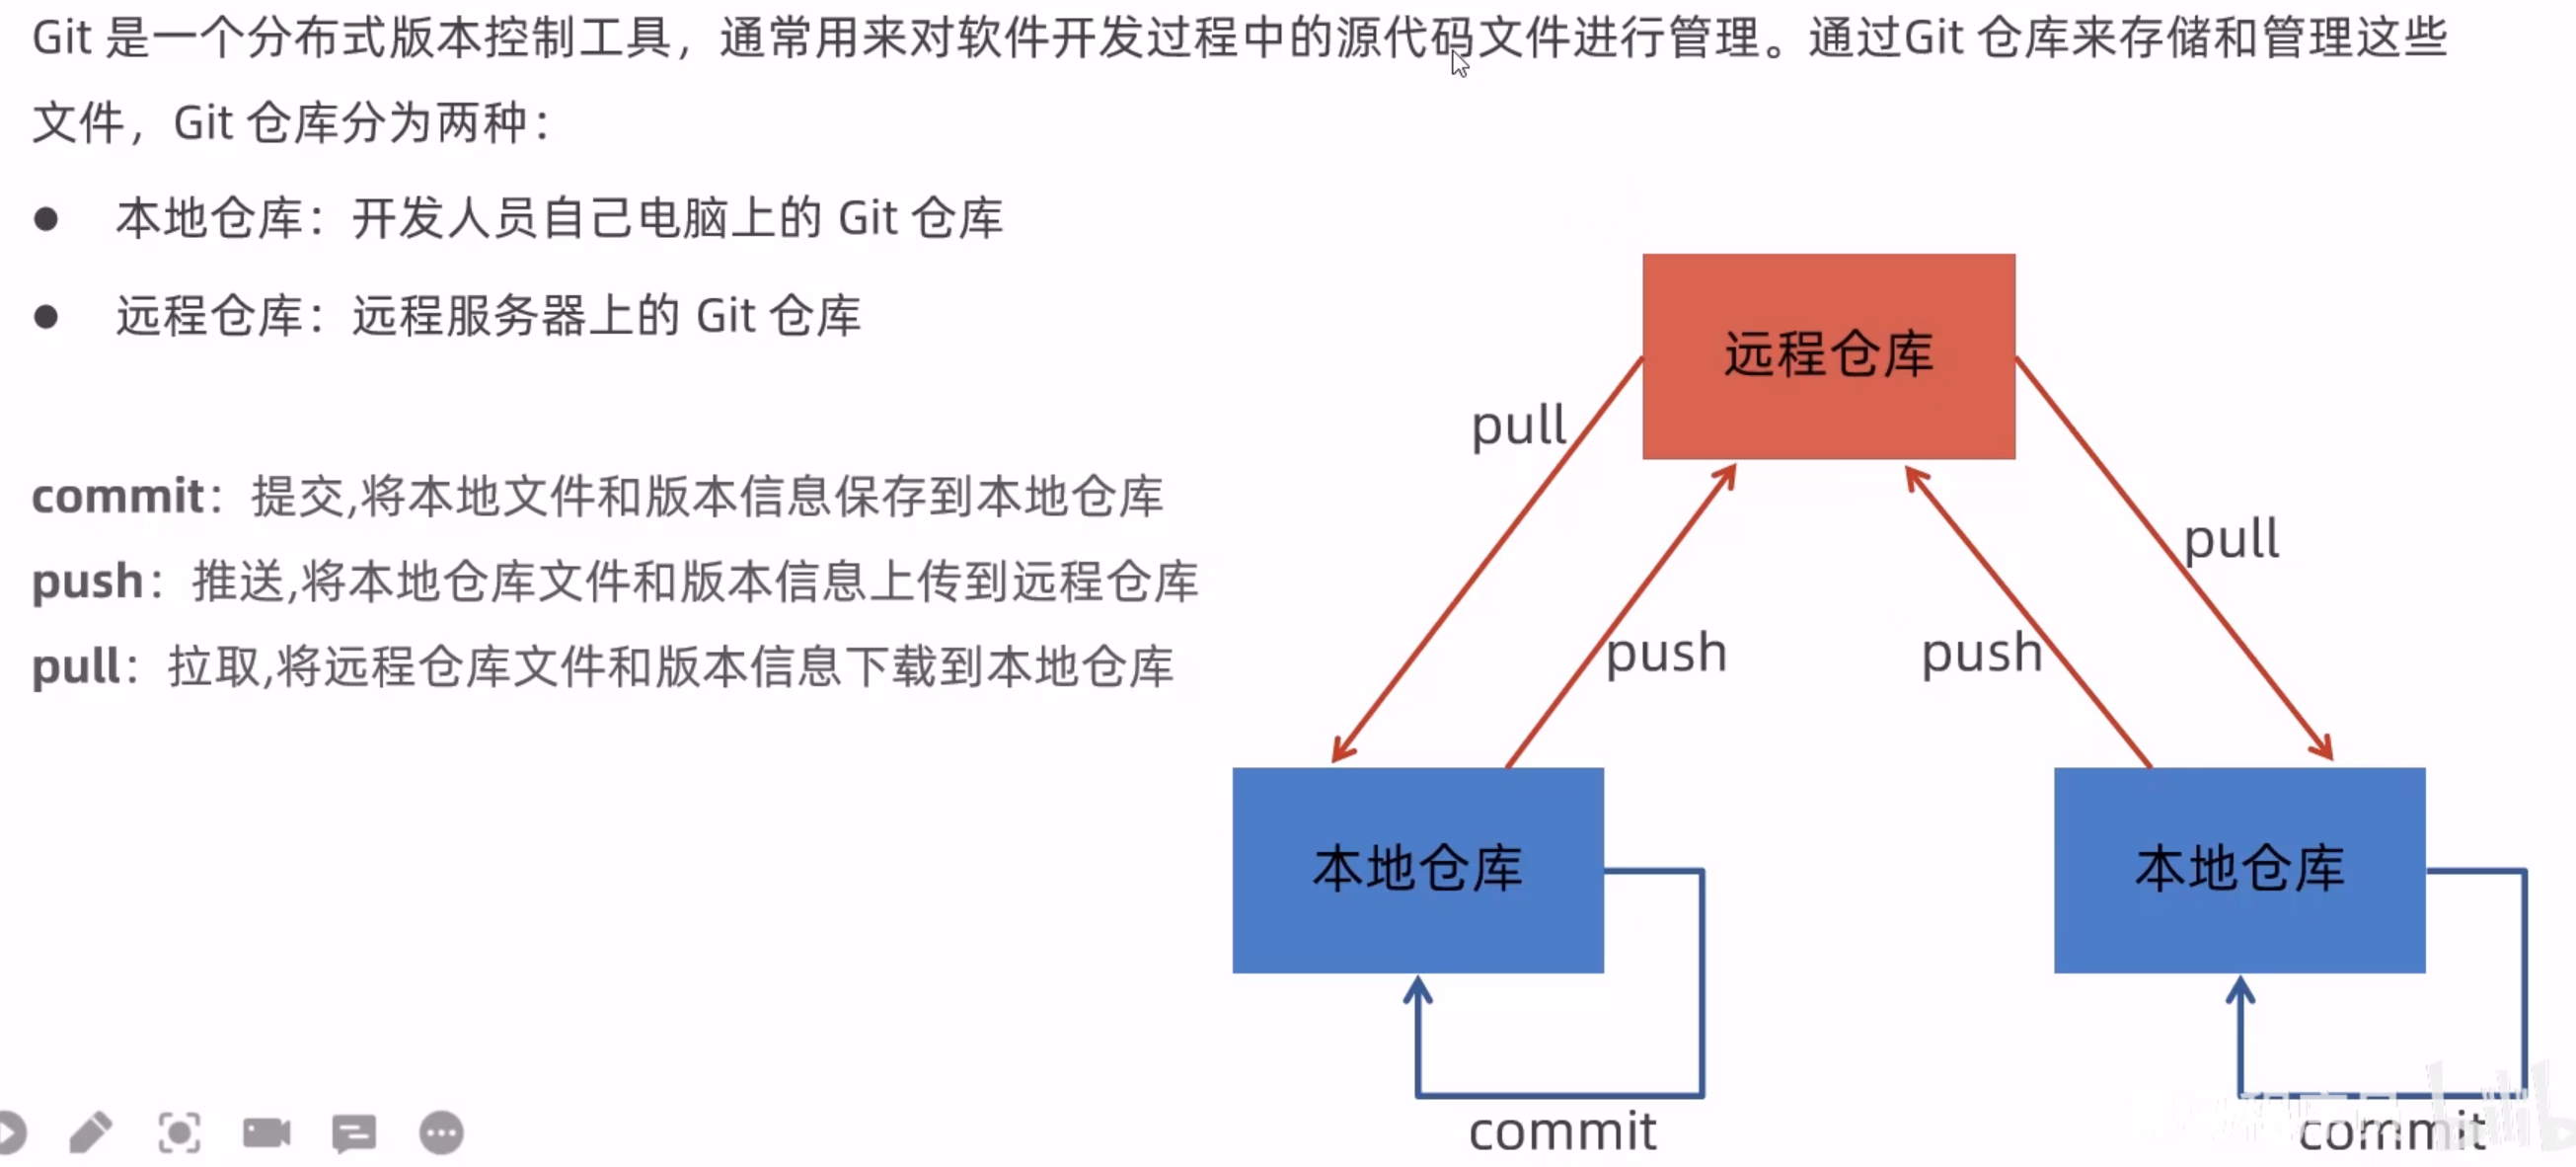 Git 是一个分布式版本控制工具，通常用来对软件开发过程中的源代码文件进行管理。通过Git 仓库来存储和管理这些
文件，Git 仓库分为两种：
● 本地仓库：开发人员自己电脑上的 Git 仓库
● 远程仓库：远程服务器上的 Git 仓库
commit：提交,将本地文件和版本信息保存到本地仓库
push：推送,将本地仓库文件和版本信息上传到远程仓库
pull：拉取,将远程仓库文件和版本信息下载到本地仓库
远程仓库
pull
pull
push
push
本地仓库
本地仓库
commit
commit